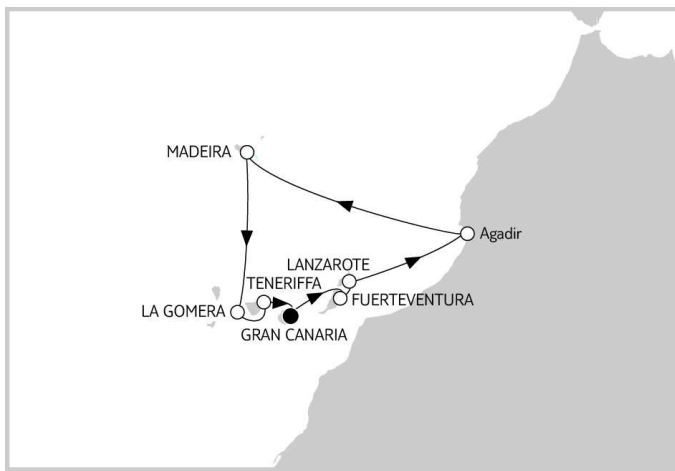 MADEIRA
Agadir
LANZAROTE
TENERIFFA
FUERTEVENTURA
LA GOMERA
GRAN CANARIA